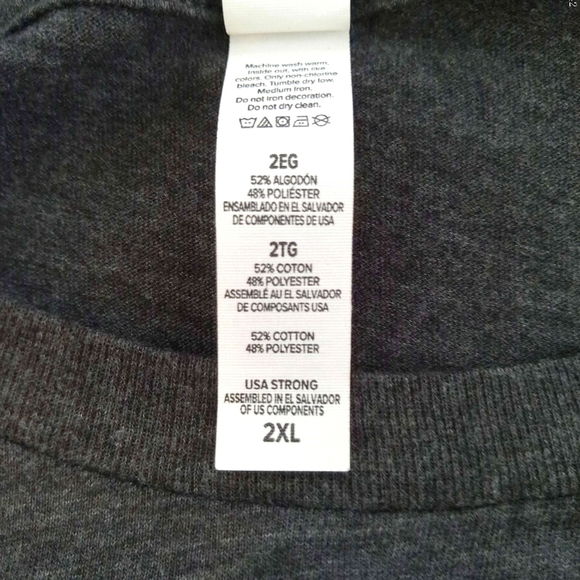 Machine wash warm,
inside out, with like
colors. Only non-chlorine
bleach. Tumble dry low.
Medium iron.
Do not iron decoration.
Do not dry clean.
2EG
52% ALGODÓN
48% POLIÉSTER
ENSAMBLADO EN EL SALVADOR
DE COMPONENTES DE USA
2TG
52% COTON
48% POLYESTER
ASSEMBLÉ AU EL SALVADOR
DE COMPOSANTS USA
52% COTTON
48% POLYESTER
USA STRONG
ASSEMBLED IN EL SALVADOR
OF US COMPONENTS
2XL